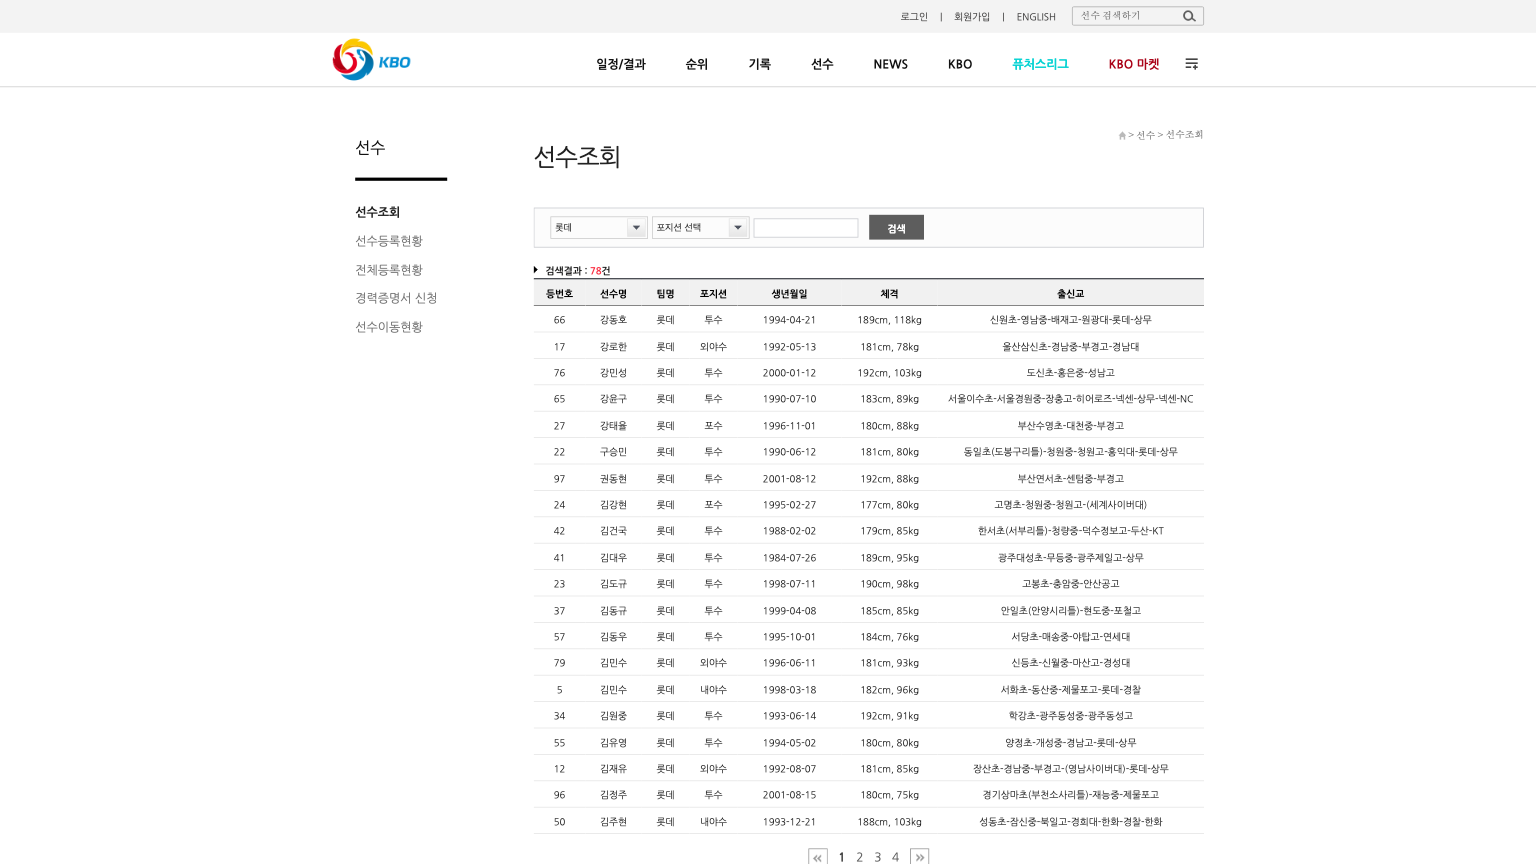 로그인 | 회원가입 | ENGLISH 선수 검색하기
KBO 일정/결과 순위 기록 선수 NEWS KBO 퓨처스리그 KBO 마켓
> 선수 > 선수조회
선수
선수조회
선수등록현황
전체등록현황
경력증명서 신청
선수이동현황
선수조회
롯데 포지션 선택 검색
검색결과 : 78건
등번호 선수명 팀명 포지션 생년월일 체격 출신교
66 강동호 롯데 투수 1994-04-21 189cm, 118kg 신원초-영남중-배재고-원광대-롯데-상무
17 강로한 롯데 외야수 1992-05-13 181cm, 78kg 울산삼신초-경남중-부경고-경남대
76 강민성 롯데 투수 2000-01-12 192cm, 103kg 도신초-홍은중-성남고
65 강윤구 롯데 투수 1990-07-10 183cm, 89kg 서울이수초-서울경원중-장충고-히어로즈-넥센-상무-넥센-NC
27 강태율 롯데 포수 1996-11-01 180cm, 88kg 부산수영초-대천중-부경고
22 구승민 롯데 투수 1990-06-12 181cm, 80kg 동일초(도봉구리틀)-청원중-청원고-홍익대-롯데-상무
97 권동현 롯데 투수 2001-08-12 192cm, 88kg 부산연서초-센텀중-부경고
24 김강현 롯데 포수 1995-02-27 177cm, 80kg 고명초-청원중-청원고-(세계사이버대)
42 김건국 롯데 투수 1988-02-02 179cm, 85kg 한서초(서부리틀)-청량중-덕수정보고-두산-KT
41 김대우 롯데 투수 1984-07-26 189cm, 95kg 광주대성초-무등중-광주제일고-상무
23 김도규 롯데 투수 1998-07-11 190cm, 98kg 고봉초-충암중-안산공고
37 김동규 롯데 투수 1999-04-08 185cm, 85kg 안일초(안양시리틀)-현도중-포철고
57 김동우 롯데 투수 1995-10-01 184cm, 76kg 서당초-매송중-야탑고-연세대
79 김민수 롯데 외야수 1996-06-11 181cm, 93kg 신등초-신월중-마산고-경성대
5 김민수 롯데 내야수 1998-03-18 182cm, 96kg 서화초-동산중-제물포고-롯데-경찰
34 김원중 롯데 투수 1993-06-14 192cm, 91kg 학강초-광주동성중-광주동성고
55 김유영 롯데 투수 1994-05-02 180cm, 80kg 양정초-개성중-경남고-롯데-상무
12 김재유 롯데 외야수 1992-08-07 181cm, 85kg 장산초-경남중-부경고-(영남사이버대)-롯데-상무
96 김정주 롯데 투수 2001-08-15 180cm, 75kg 경기상마초(부천소사리틀)-재능중-제물포고
50 김주현 롯데 내야수 1993-12-21 188cm, 103kg 성동초-잠신중-북일고-경희대-한화-경찰-한화
« 1 2 3 4 »